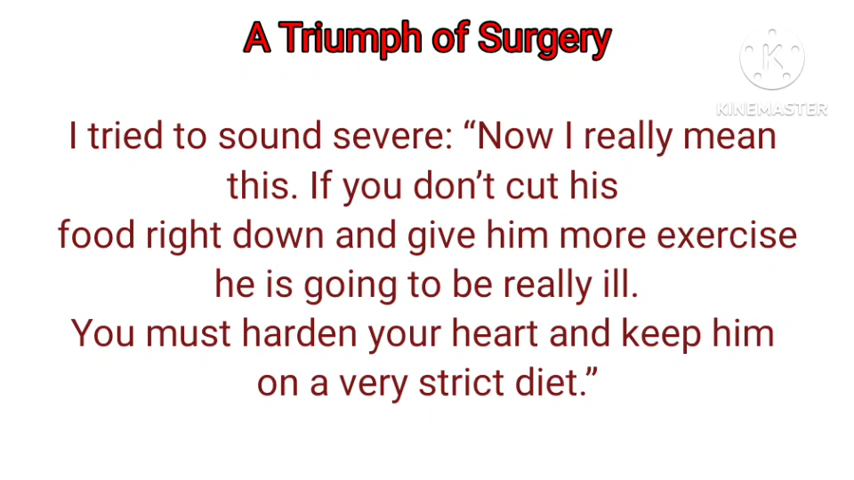 A Triumph of Surgery
K
KINEMASTER
I tried to sound severe: “Now I really mean
this. If you don’t cut his
food right down and give him more exercise
he is going to be really ill.
You must harden your heart and keep him
on a very strict diet.”